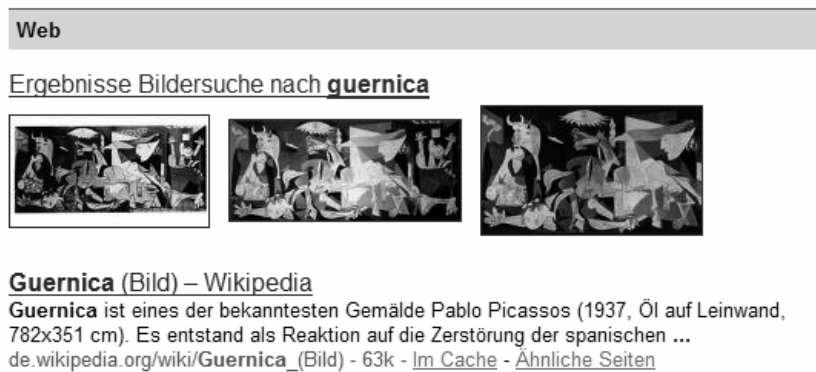 Web
Ergebnisse Bildersuche nach guernica
Guernica (Bild) – Wikipedia
Guernica ist eines der bekanntesten Gemälde Pablo Picassos (1937, Öl auf Leinwand,
782x351 cm). Es entstand als Reaktion auf die Zerstörung der spanischen ...
de.wikipedia.org/wiki/Guernica_(Bild) - 63k - Im Cache - Ähnliche Seiten